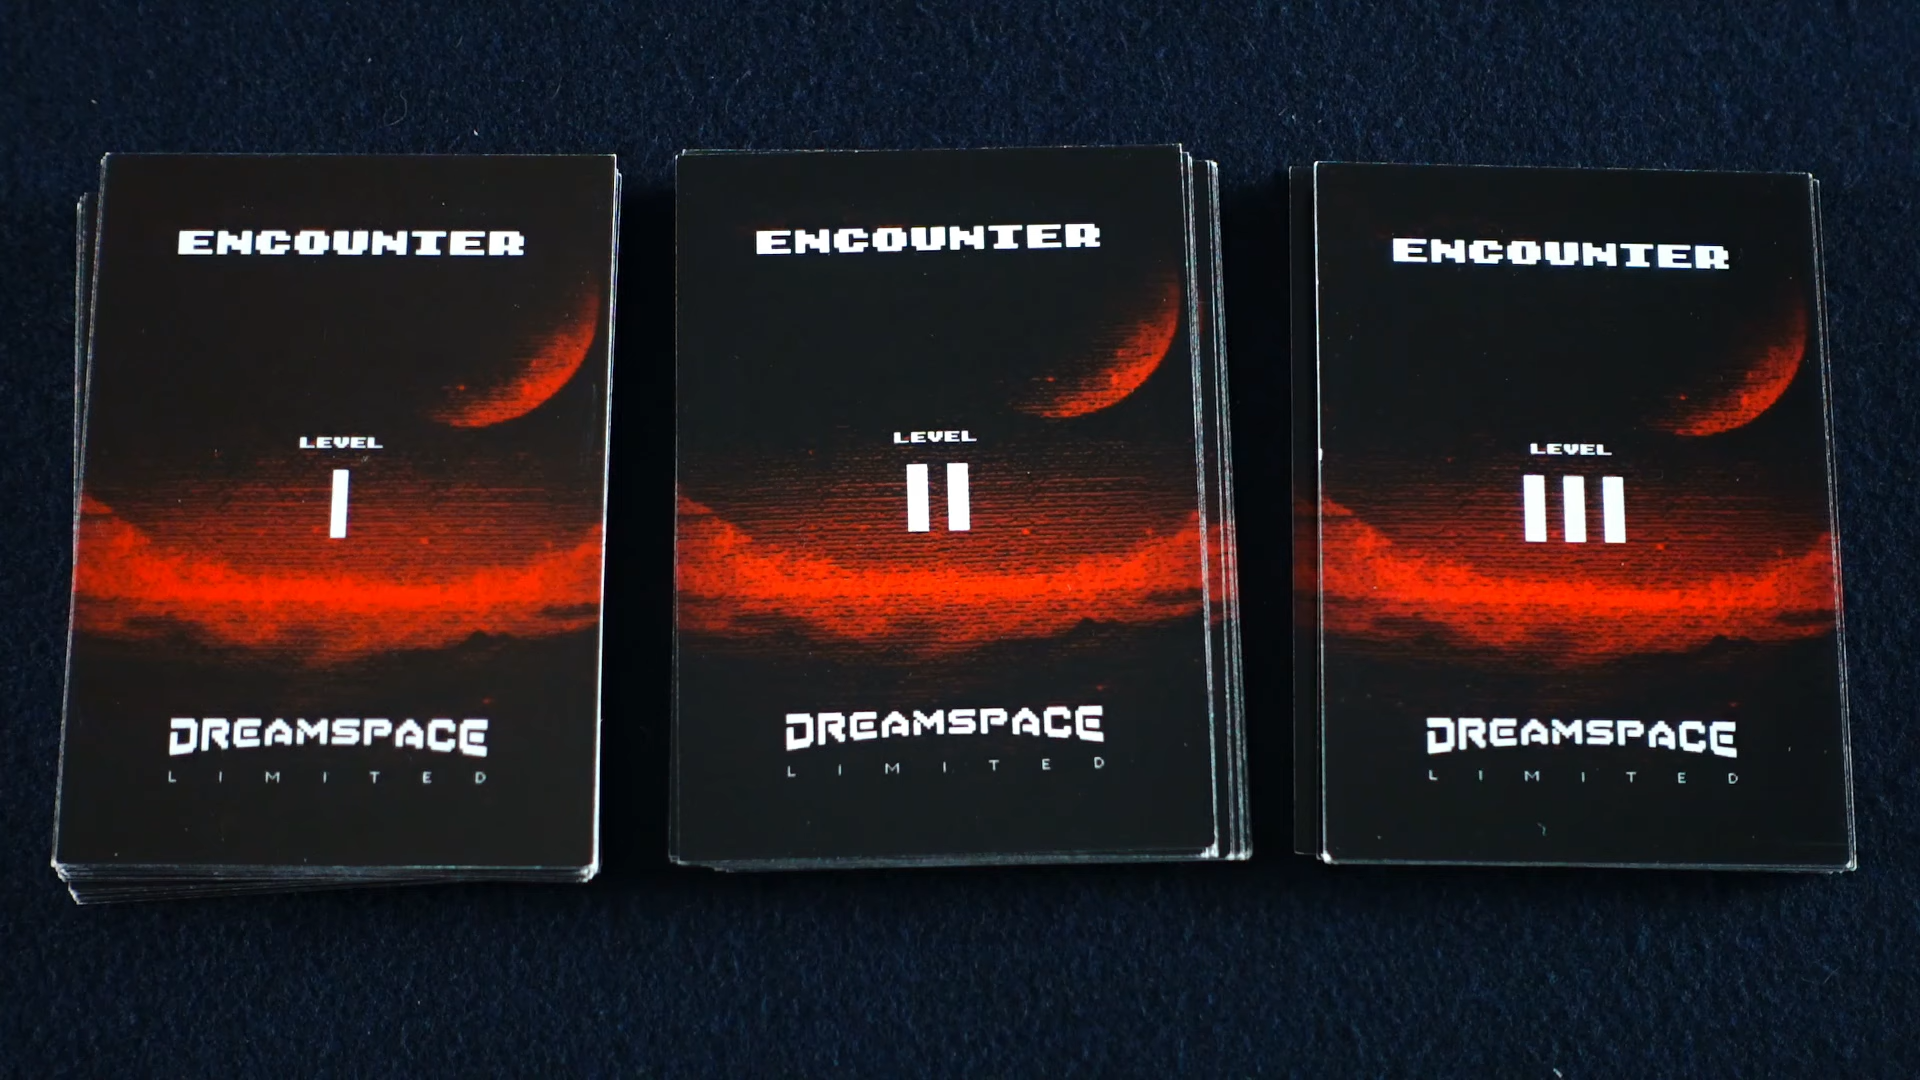 ENCOUNTER
LEVEL
I
DREAMSPACE
LIMITED
ENCOUNTER
LEVEL
II
DREAMSPACE
LIMITED
ENCOUNTER
LEVEL
III
DREAMSPACE
LIMITED